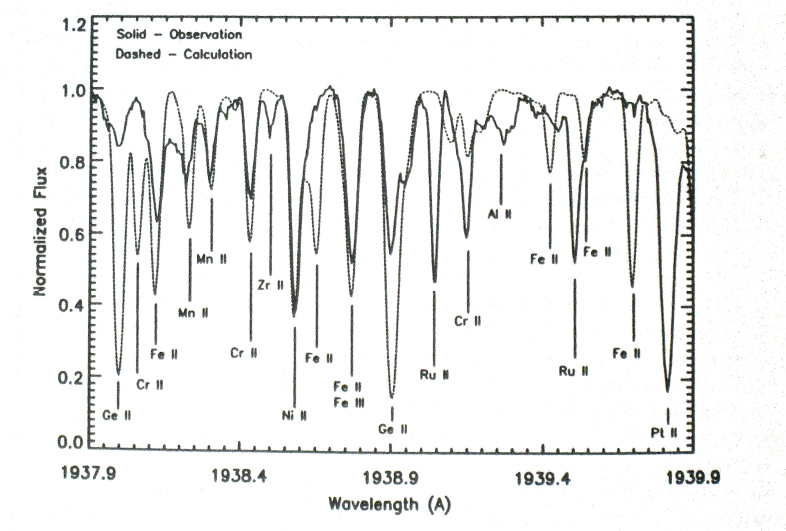 Solid - Observation
Dashed - Calculation
1.2
1.0
0.8
0.6
0.4
0.2
0.0
Normalized Flux
Ge II
Cr II
Fe II
Mn II
Mn II
Cr II
Zr II
Ni II
Fe II
Fe II
Fe III
Ge II
Ru II
Cr II
Al II
Fe II
Ru II
Fe II
Fe II
Pt II
1937.9
1938.4
1938.9
1939.4
1939.9
Wavelength (A)